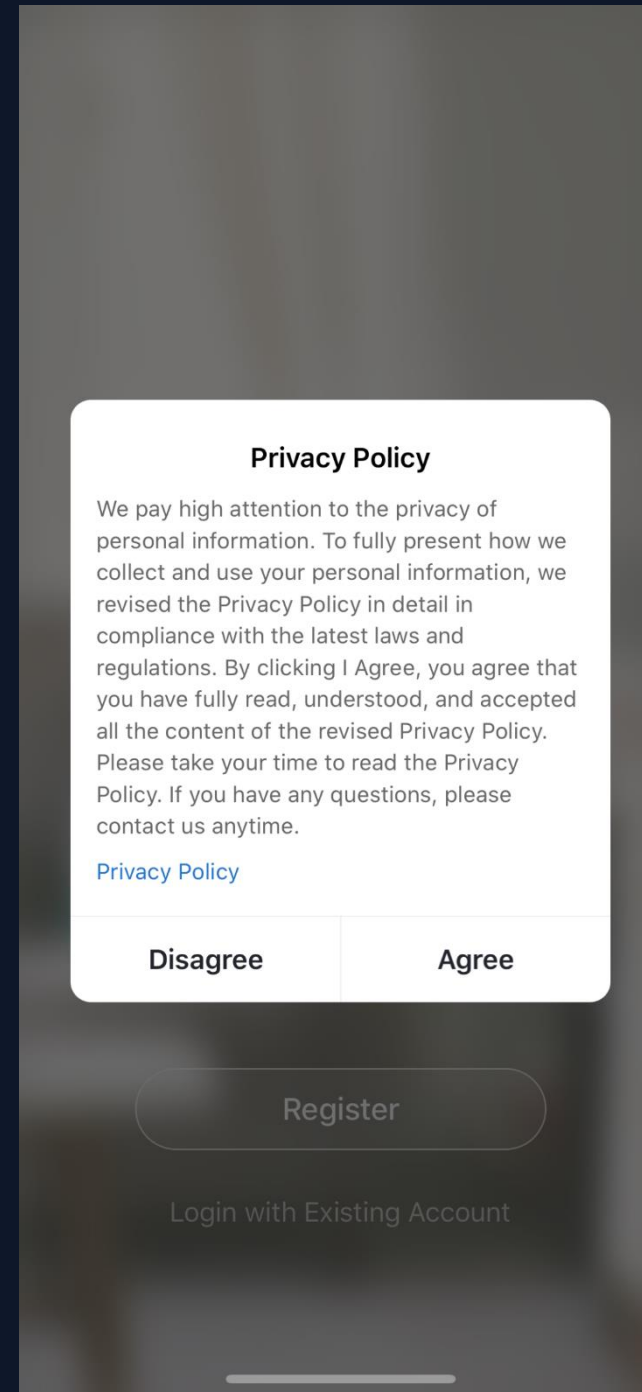 Privacy Policy
We pay high attention to the privacy of
personal information. To fully present how we
collect and use your personal information, we
revised the Privacy Policy in detail in
compliance with the latest laws and
regulations. By clicking I Agree, you agree that
you have fully read, understood, and accepted
all the content of the revised Privacy Policy.
Please take your time to read the Privacy
Policy. If you have any questions, please
contact us anytime.
Privacy Policy
Disagree
Agree
Register
Login with Existing Account